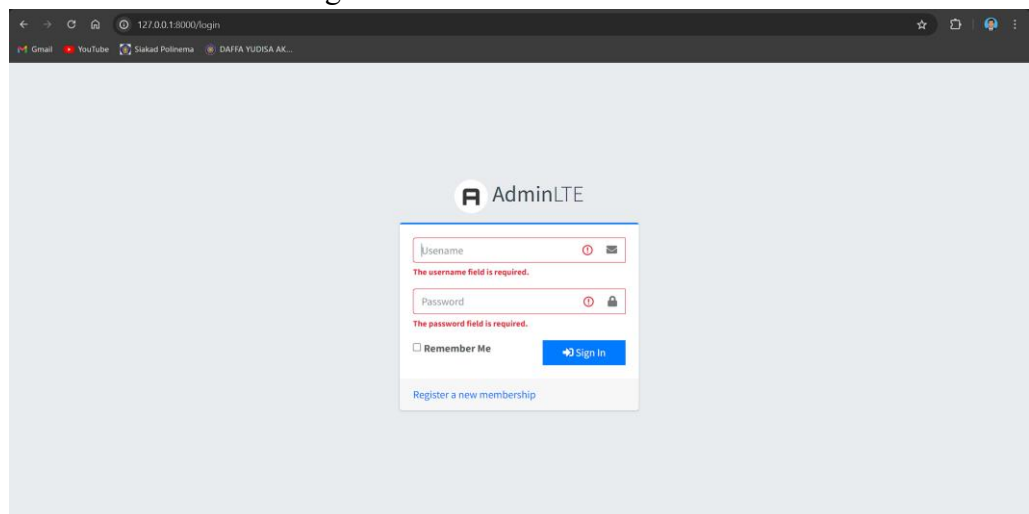 127.0.0.1:8000/login
Gmail YouTube Siakad Polinema DAFFA YUDISA AK...
AdminLTE
Usename
The username field is required.
Password
The password field is required.
Remember Me Sign In
Register a new membership